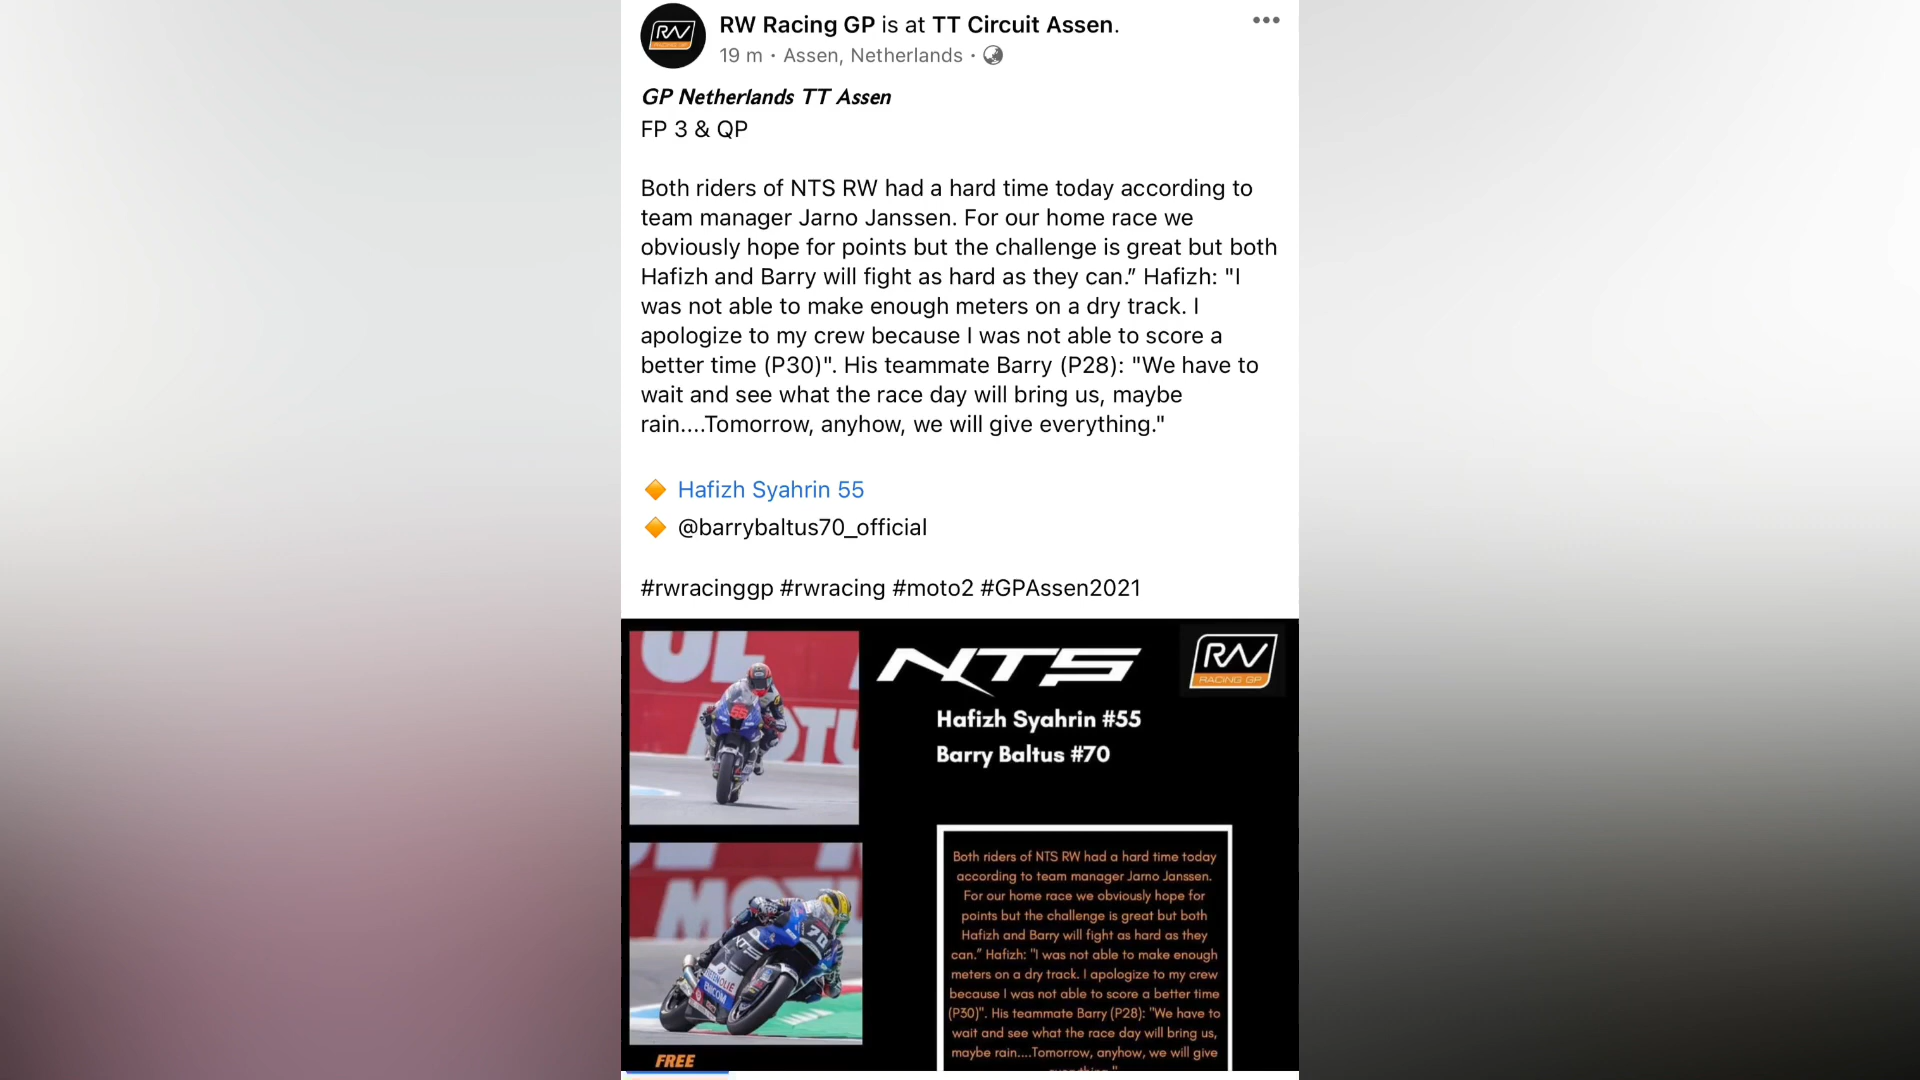 RW Racing GP is at TT Circuit Assen.
19 m · Assen, Netherlands ·
GP Netherlands TT Assen
FP 3 & QP
Both riders of NTS RW had a hard time today according to
team manager Jarno Janssen. For our home race we
obviously hope for points but the challenge is great but both
Hafizh and Barry will fight as hard as they can.” Hafizh: "I
was not able to make enough meters on a dry track. I
apologize to my crew because I was not able to score a
better time (P30)". His teammate Barry (P28): "We have to
wait and see what the race day will bring us, maybe
rain....Tomorrow, anyhow, we will give everything."
🔸 Hafizh Syahrin 55
🔸 @barrybaltus70_official
#rwracinggp #rwracing #moto2 #GPAssen2021
NTS
RW
RACING GP
Hafizh Syahrin #55
Barry Baltus #70
55
70
NTS
Both riders of NTS RW had a hard time today
according to team manager Jarno Janssen.
For our home race we obviously hope for
points but the challenge is great but both
Hafizh and Barry will fight as hard as they
can.” Hafizh: "I was not able to make enough
meters on a dry track. I apologize to my crew
because I was not able to score a better time
(P30)". His teammate Barry (P28): "We have to
wait and see what the race day will bring us,
maybe rain....Tomorrow, anyhow, we will give
everything."
FREE